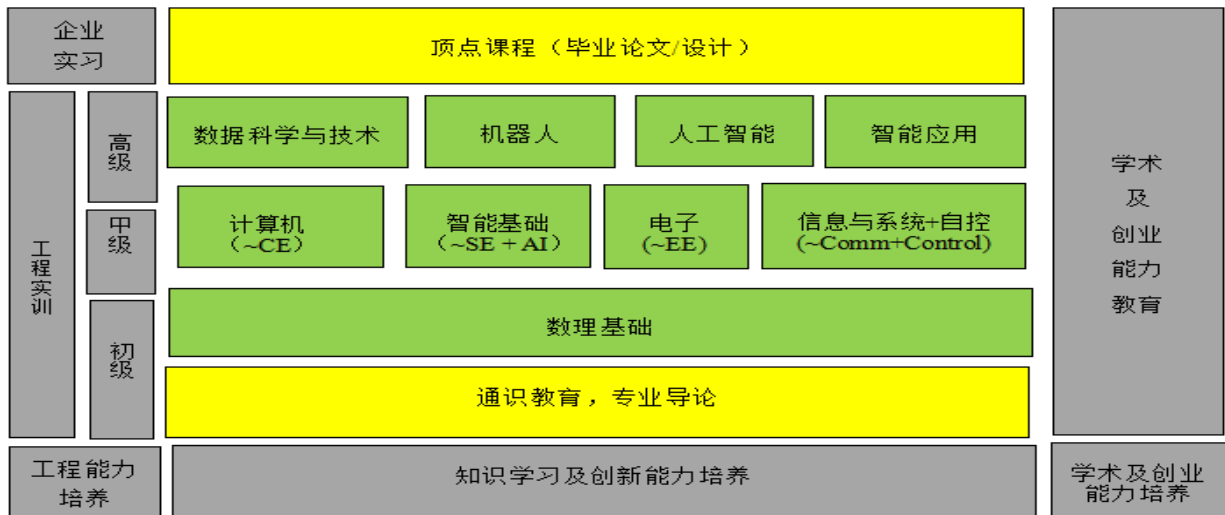 企业
实习
顶点课程（毕业论文/设计）
高级
数据科学与技术
机器人
人工智能
智能应用
学术
及
创业
能力
教育
工程实训
中级
计算机
（~CE）
智能基础
（~SE + AI）
电子
(~EE)
信息与系统+自控
(~Comm+Control)
初级
数理基础
通识教育，专业导论
工程能力
培养
知识学习及创新能力培养
学术及创业
能力培养